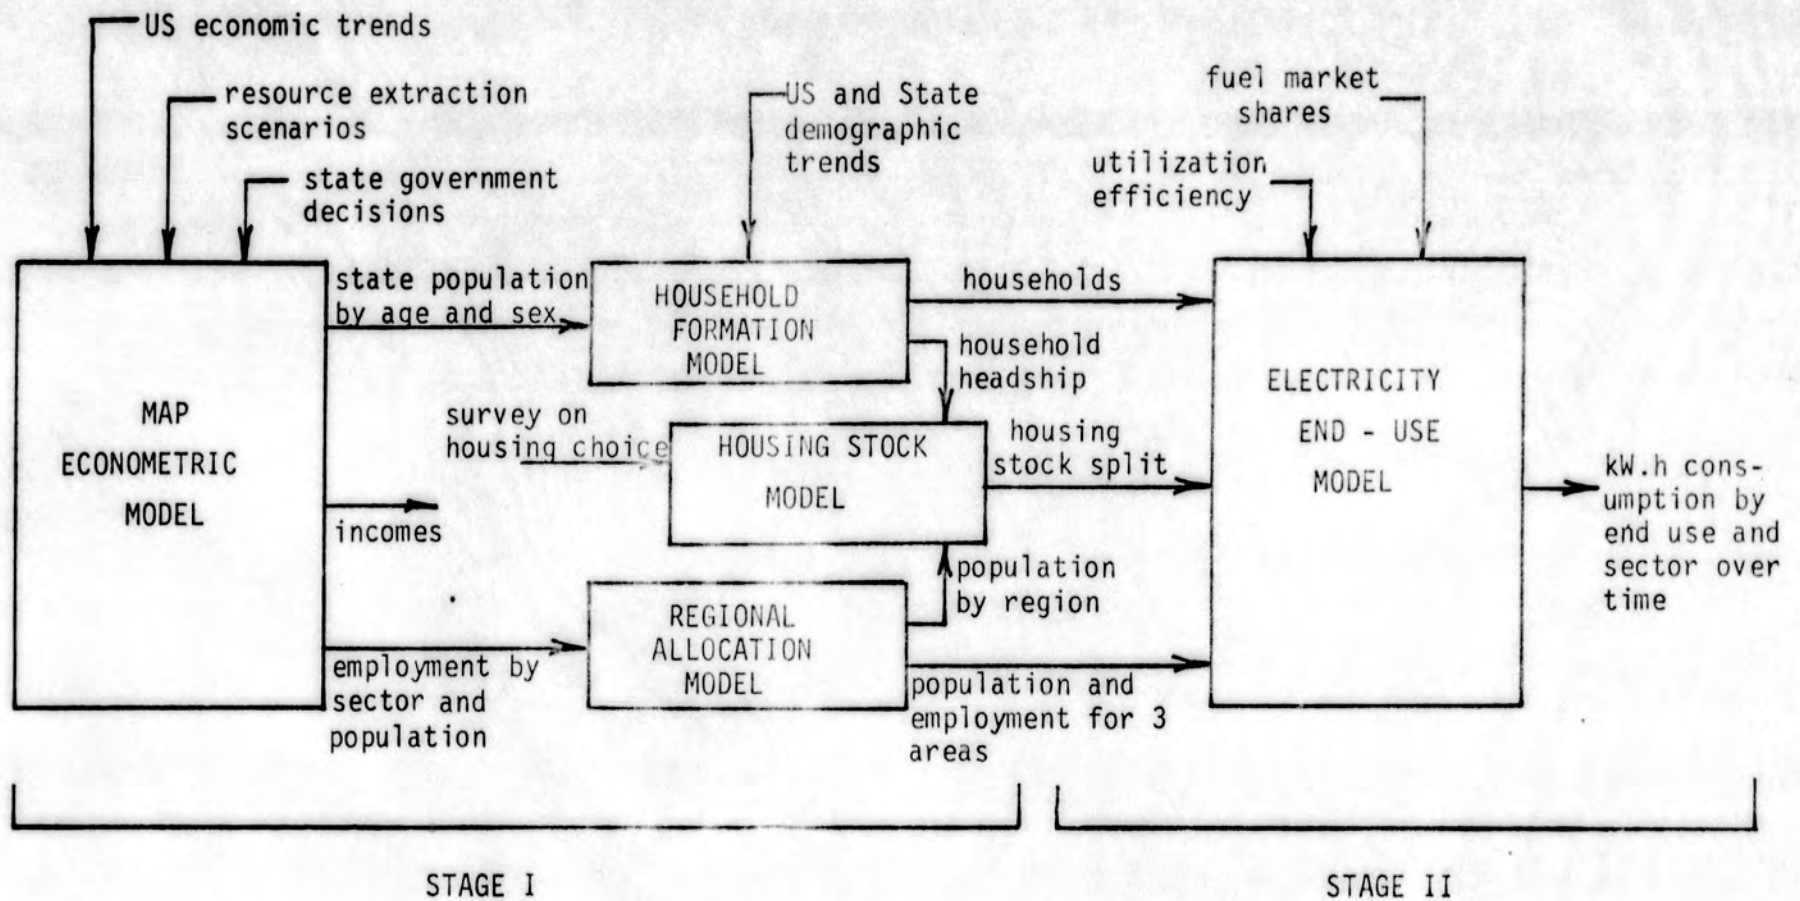 US economic trends
resource extraction
scenarios
state government
decisions
US and State
demographic
trends
fuel market
shares
utilization
efficiency
MAP
ECONOMETRIC
MODEL
state population
by age and sex
incomes
employment by
sector and
population
HOUSEHOLD
FORMATION
MODEL
survey on
housing choice
HOUSING STOCK
MODEL
REGIONAL
ALLOCATION
MODEL
households
household
headship
housing
stock split
population
by region
population and
employment for 3
areas
ELECTRICITY
END - USE
MODEL
kW.h cons-
umption by
end use and
sector over
time
STAGE I
STAGE II